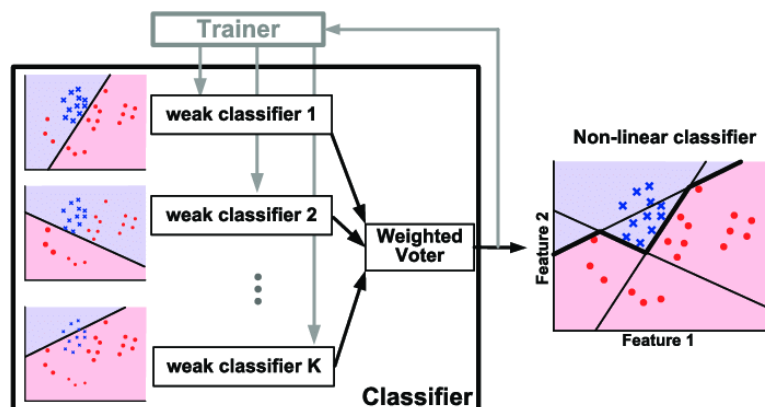 Trainer
weak classifier 1
weak classifier 2
weak classifier K
Weighted
Voter
Classifier
Non-linear classifier
Feature 2
Feature 1